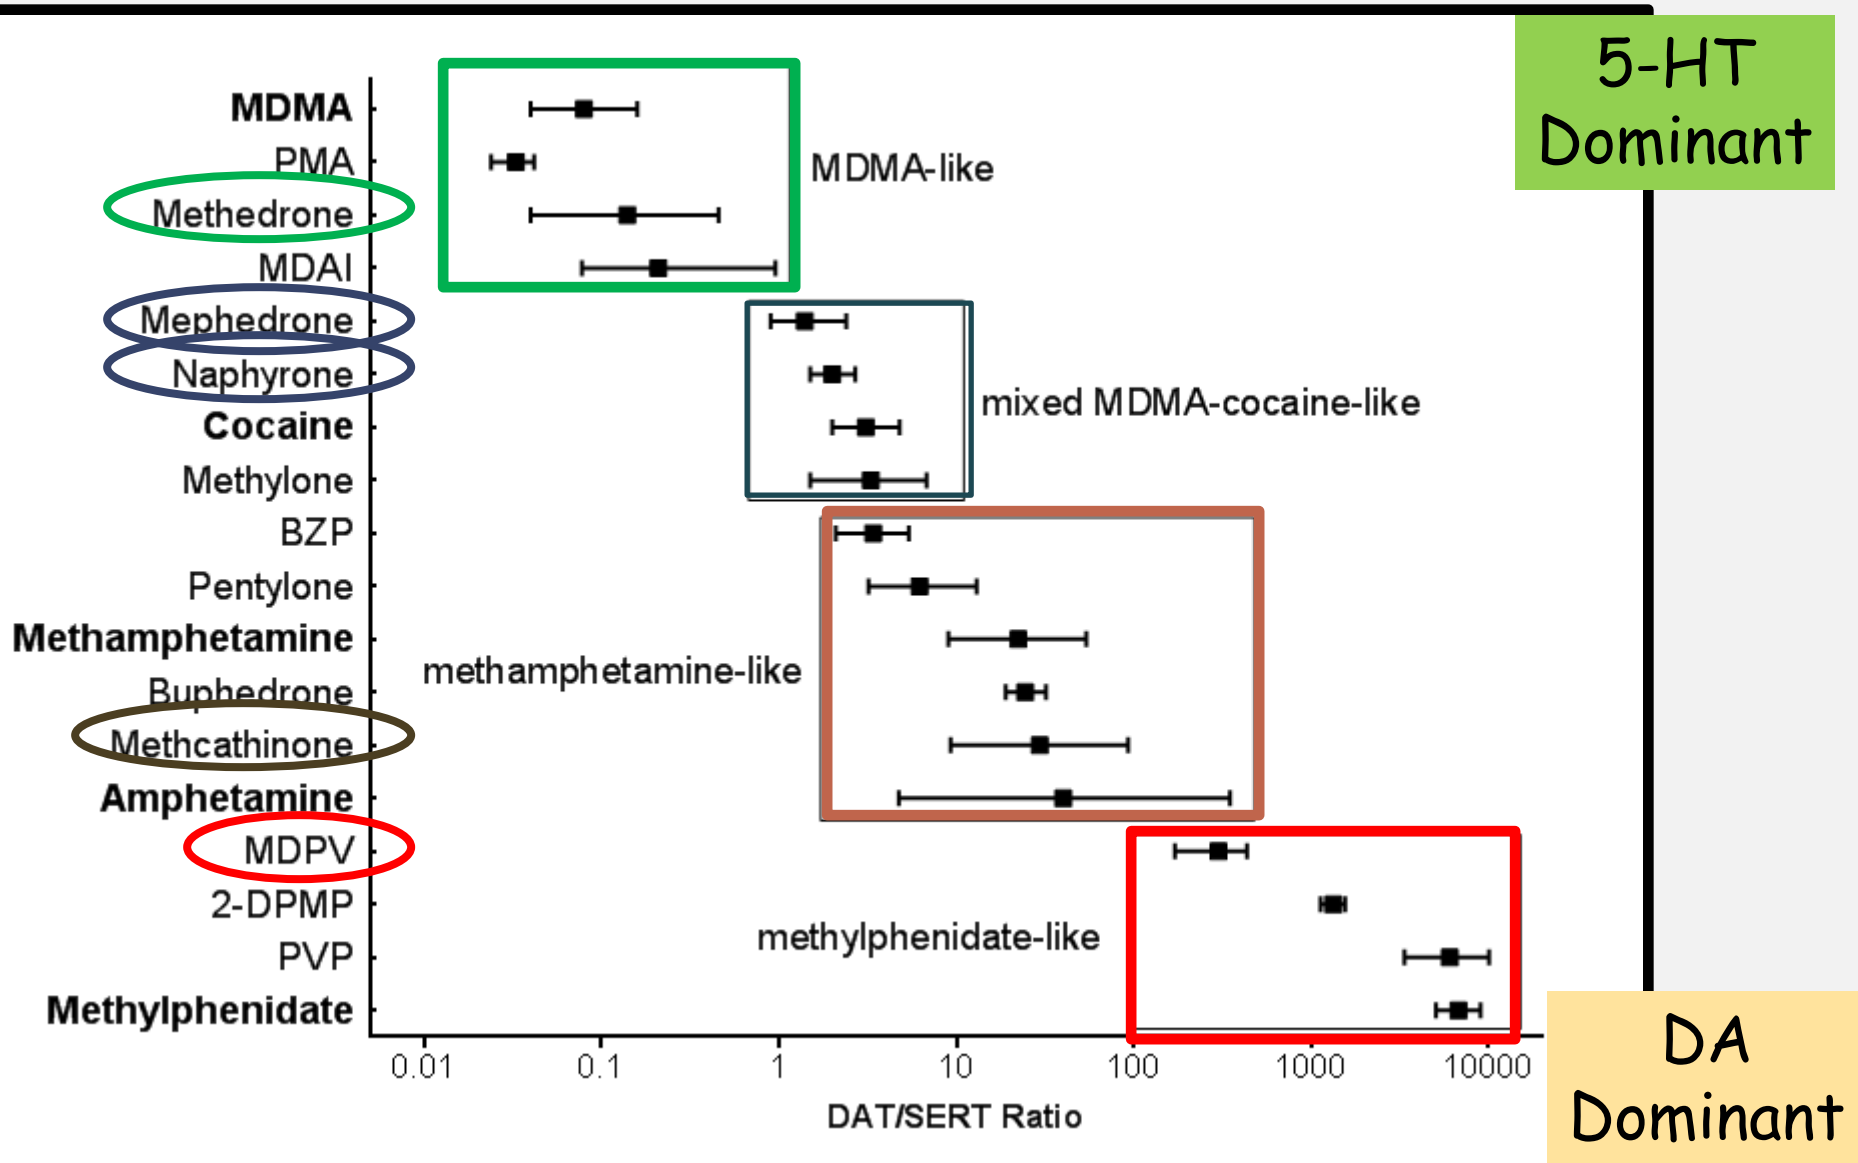 5-HT
Dominant
MDMA
PMA
MDMA-like
Methedrone
MDAI
Mephedrone
Naphyrone
mixed MDMA-cocaine-like
Cocaine
Methylone
BZP
Pentylone
Methamphetamine
methamphetamine-like
Buphedrone
Methcathinone
Amphetamine
MDPV
2-DPMP
methylphenidate-like
PVP
Methylphenidate
0.01 0.1 1 10 100 1000 10000
DAT/SERT Ratio
DA
Dominant